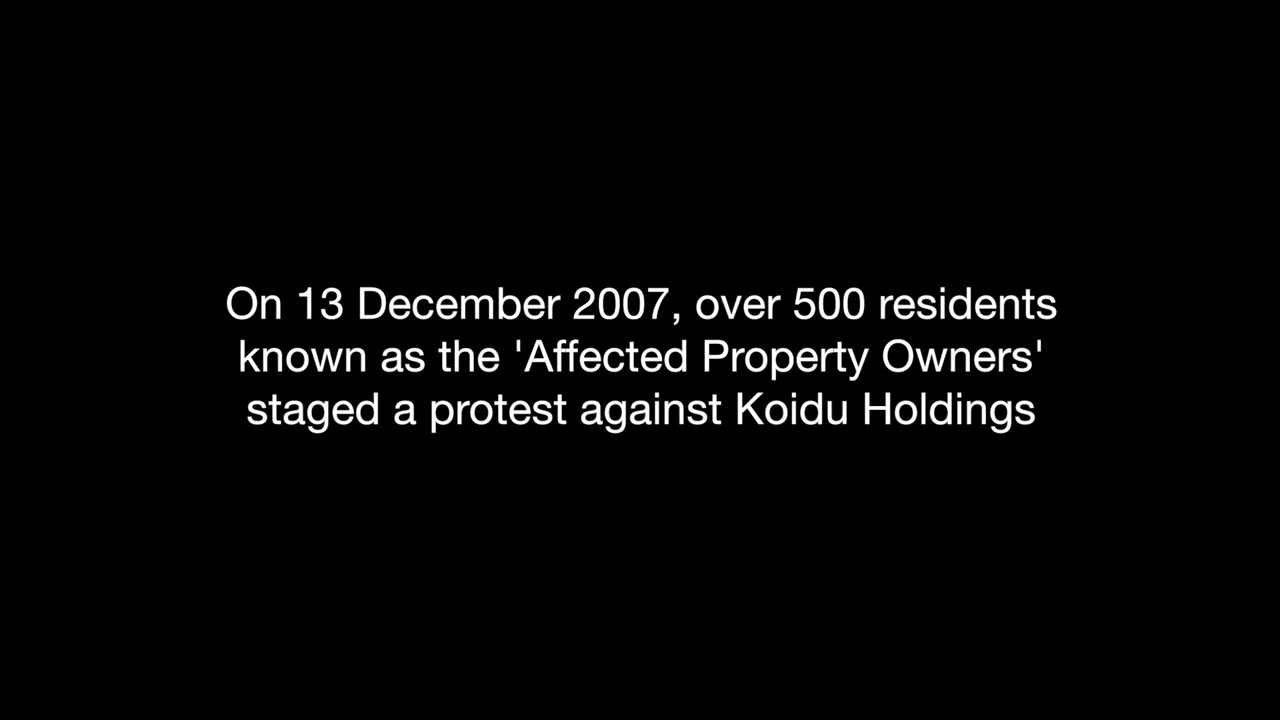 On 13 December 2007, over 500 residents
known as the 'Affected Property Owners'
staged a protest against Koidu Holdings